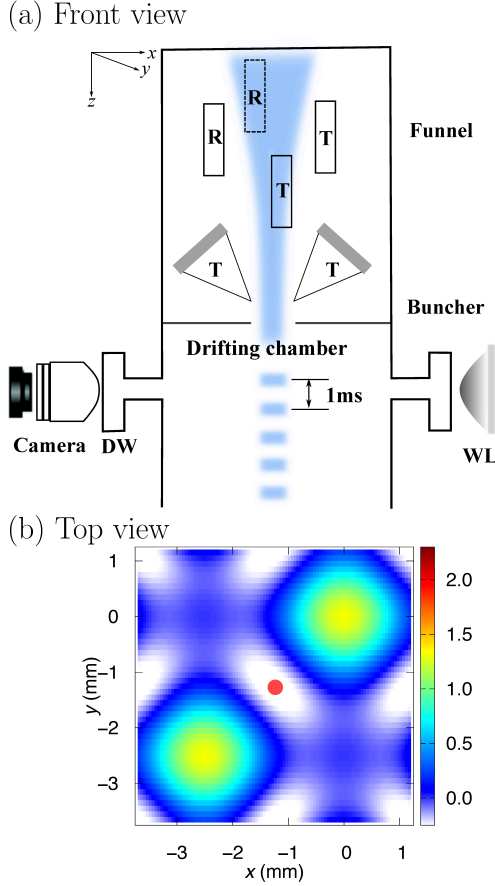 (a) Front view
x
y
z
R
R
T
T
Funnel
T
T
Buncher
Drifting chamber
1ms
Camera
DW
WL
(b) Top view
1
0
−1
−2
−3
y (mm)
−3
−2
−1
0
1
x (mm)
2.0
1.5
1.0
0.5
0.0